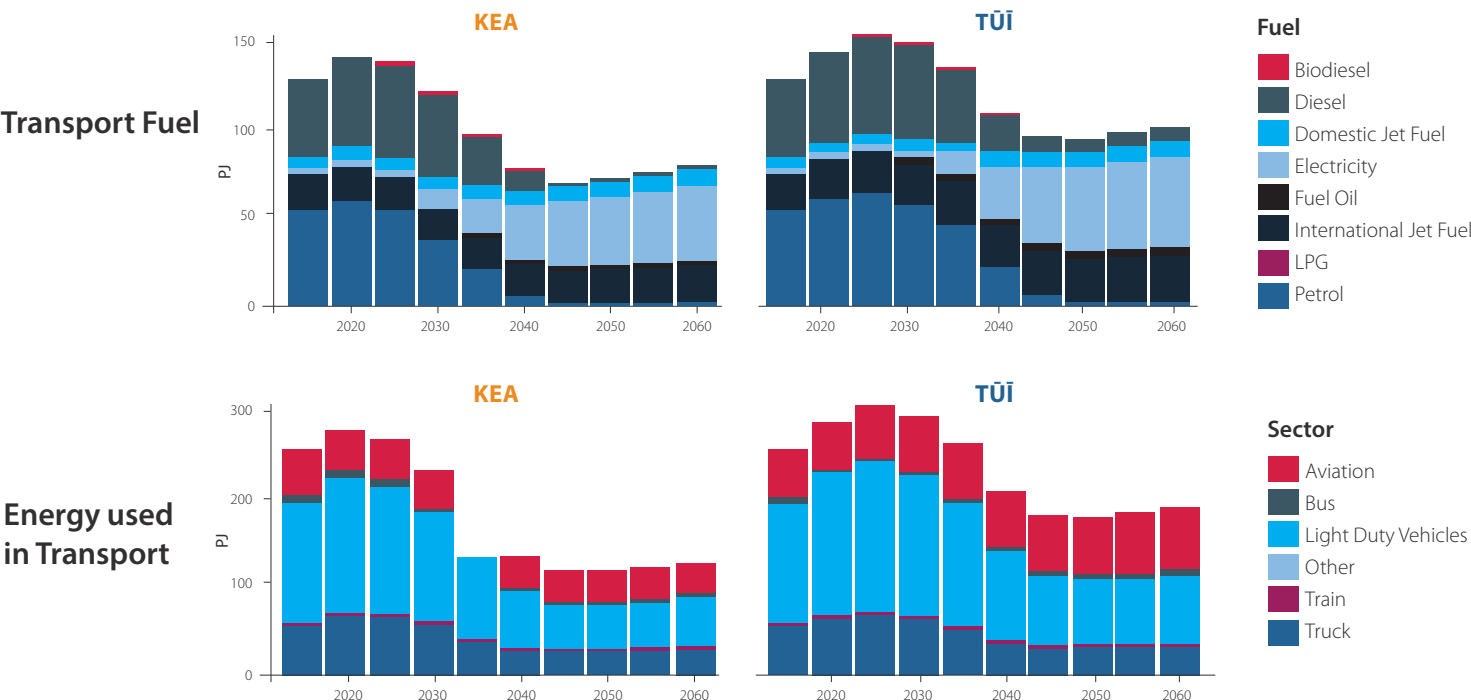 KEA
TŪĪ
Transport Fuel
PJ
150
100
50
0
2020
2030
2040
2050
2060
2020
2030
2040
2050
2060
Fuel
Biodiesel
Diesel
Domestic Jet Fuel
Electricity
Fuel Oil
International Jet Fuel
LPG
Petrol
KEA
TŪĪ
Energy used
in Transport
PJ
300
200
100
0
2020
2030
2040
2050
2060
2020
2030
2040
2050
2060
Sector
Aviation
Bus
Light Duty Vehicles
Other
Train
Truck